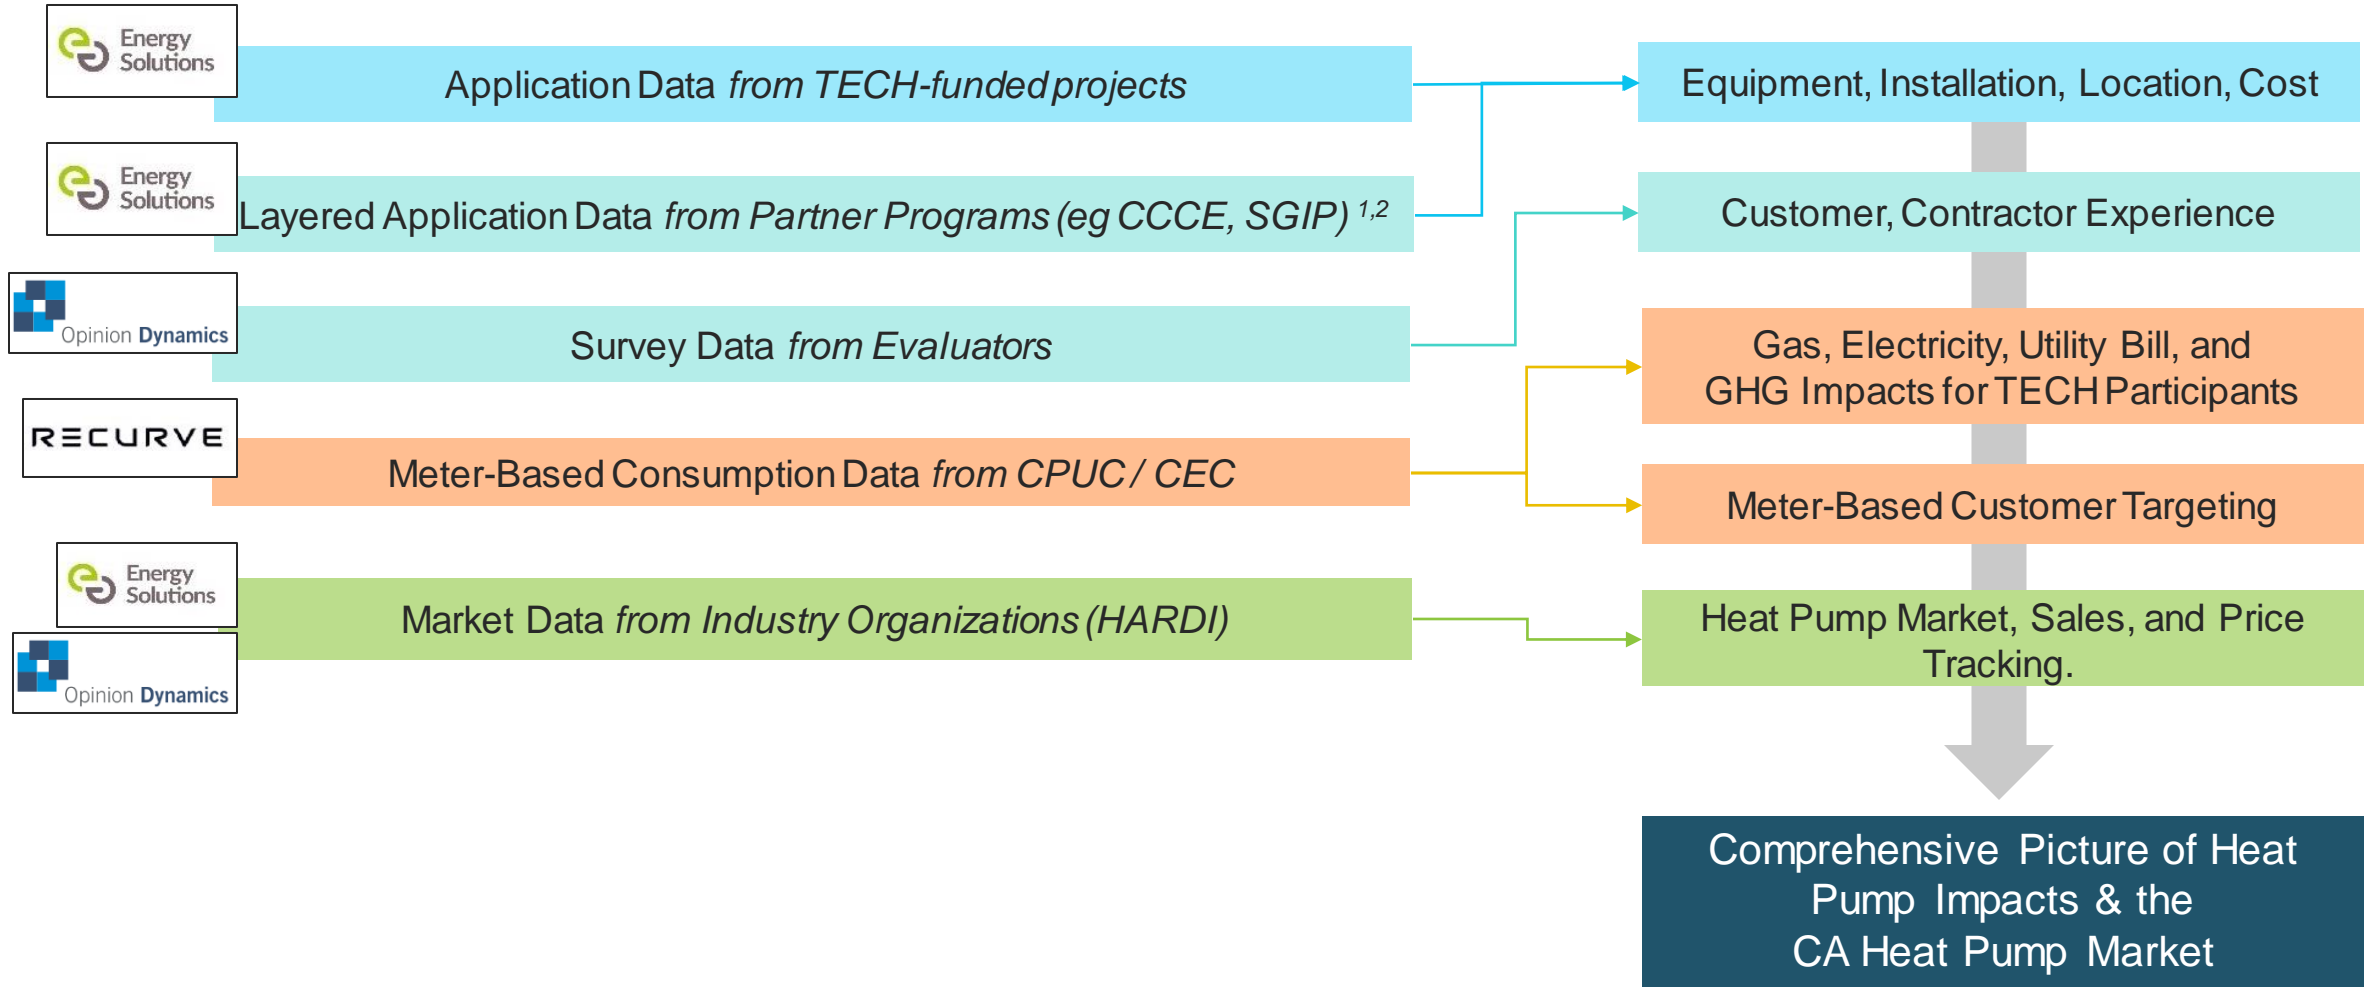 Energy
Solutions
Application Data from TECH-funded projects
Equipment, Installation, Location, Cost
Energy
Solutions
Layered Application Data from Partner Programs (eg CCCE, SGIP) 1,2
Customer, Contractor Experience
Opinion Dynamics
Survey Data from Evaluators
Gas, Electricity, Utility Bill, and
GHG Impacts for TECH Participants
RECURVE
Meter-Based Consumption Data from CPUC / CEC
Meter-Based Customer Targeting
Energy
Solutions
Market Data from Industry Organizations (HARDI)
Heat Pump Market, Sales, and Price
Tracking.
Opinion Dynamics
Comprehensive Picture of Heat
Pump Impacts & the
CA Heat Pump Market